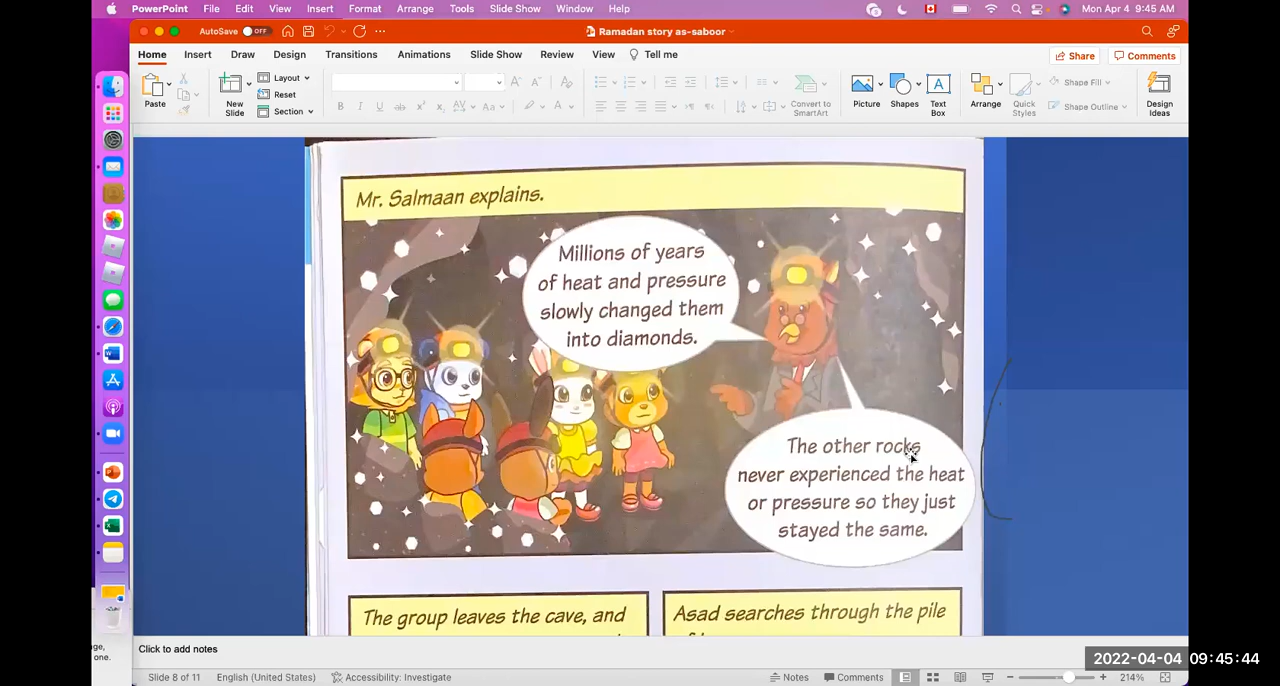 PowerPoint File Edit View Insert Format Arrange Tools Slide Show Window Help Mon Apr 4 9:45 AM
AutoSave OFF Ramadan story as-saboor
Home Insert Draw Design Transitions Animations Slide Show Review View Tell me Share Comments
Paste New Slide Layout Reset Section B I U ab Convert to SmartArt Picture Shapes Text Box Arrange Quick Styles Shape Fill Shape Outline Design Ideas
Mr. Salmaan explains.
Millions of years
of heat and pressure
slowly changed them
into diamonds.
The other rocks
never experienced the heat
or pressure so they just
stayed the same.
The group leaves the cave, and
Asad searches through the pile
Click to add notes
one.
2022-04-04 09:45:44
Slide 8 of 11 English (United States) Accessibility: Investigate Notes Comments 214%